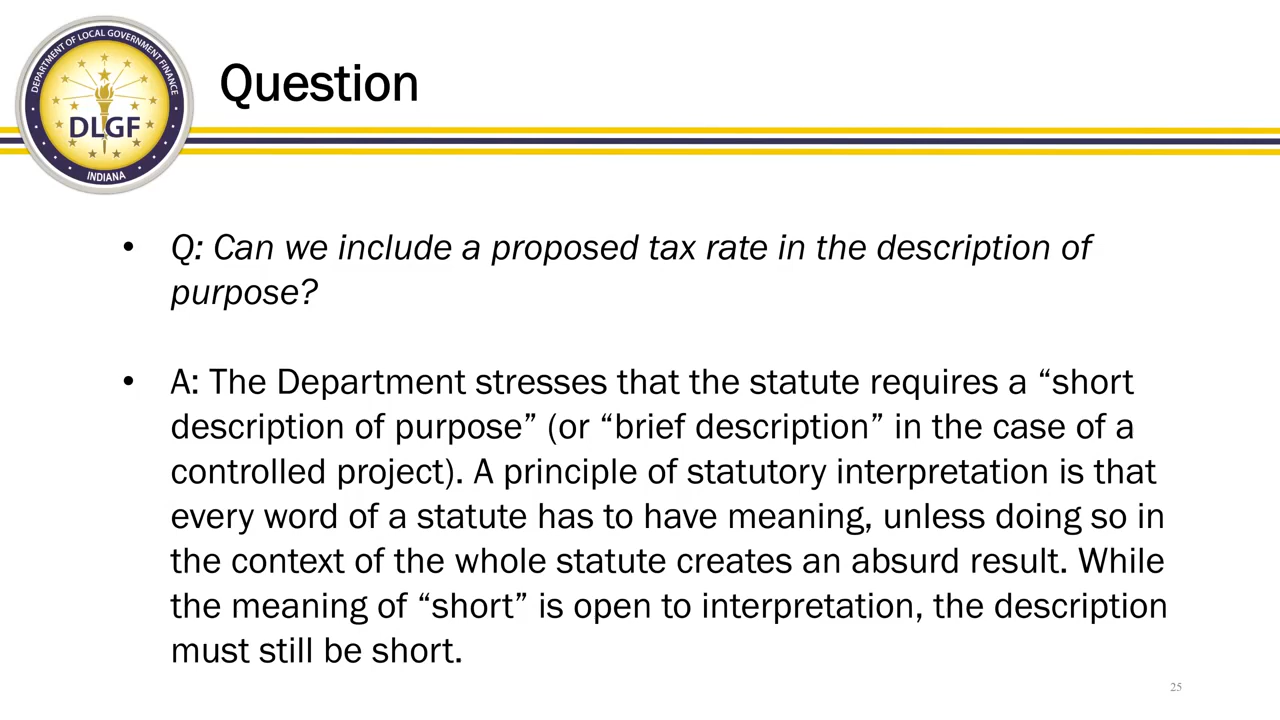 DEPARTMENT OF LOCAL GOVERNMENT FINANCE
DLGF
INDIANA
Question
• Q: Can we include a proposed tax rate in the description of
purpose?
• A: The Department stresses that the statute requires a “short
description of purpose” (or “brief description” in the case of a
controlled project). A principle of statutory interpretation is that
every word of a statute has to have meaning, unless doing so in
the context of the whole statute creates an absurd result. While
the meaning of “short” is open to interpretation, the description
must still be short.
25